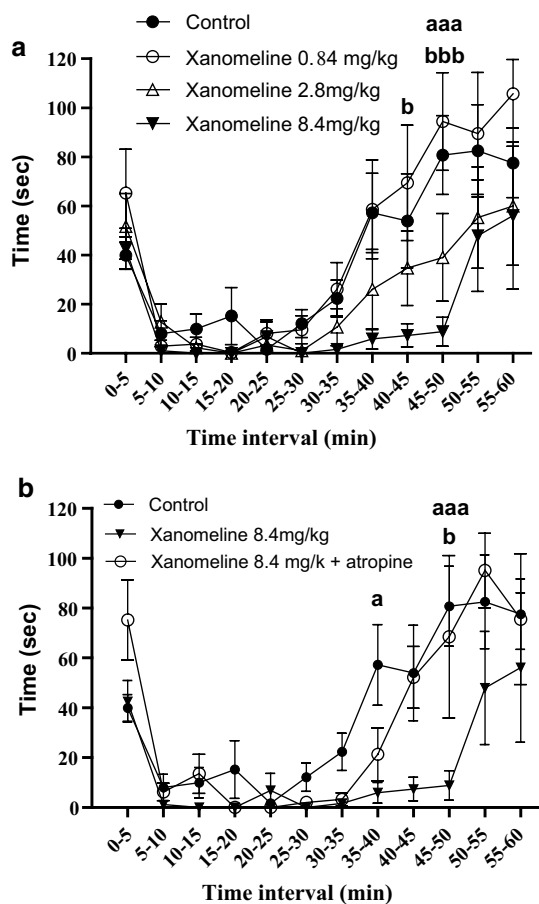 a
Control
Xanomeline 0.84 mg/kg
Xanomeline 2.8mg/kg
Xanomeline 8.4mg/kg
aaa
bbb
b
Time (sec)
120
100
80
60
40
20
0
0-5
5-10
10-15
15-20
20-25
25-30
30-35
35-40
40-45
45-50
50-55
55-60
Time interval (min)
b
Control
Xanomeline 8.4mg/kg
Xanomeline 8.4 mg/k + atropine
aaa
b
a
Time (sec)
120
100
80
60
40
20
0
0-5
5-10
10-15
15-20
20-25
25-30
30-35
35-40
40-45
45-50
50-55
55-60
Time interval (min)